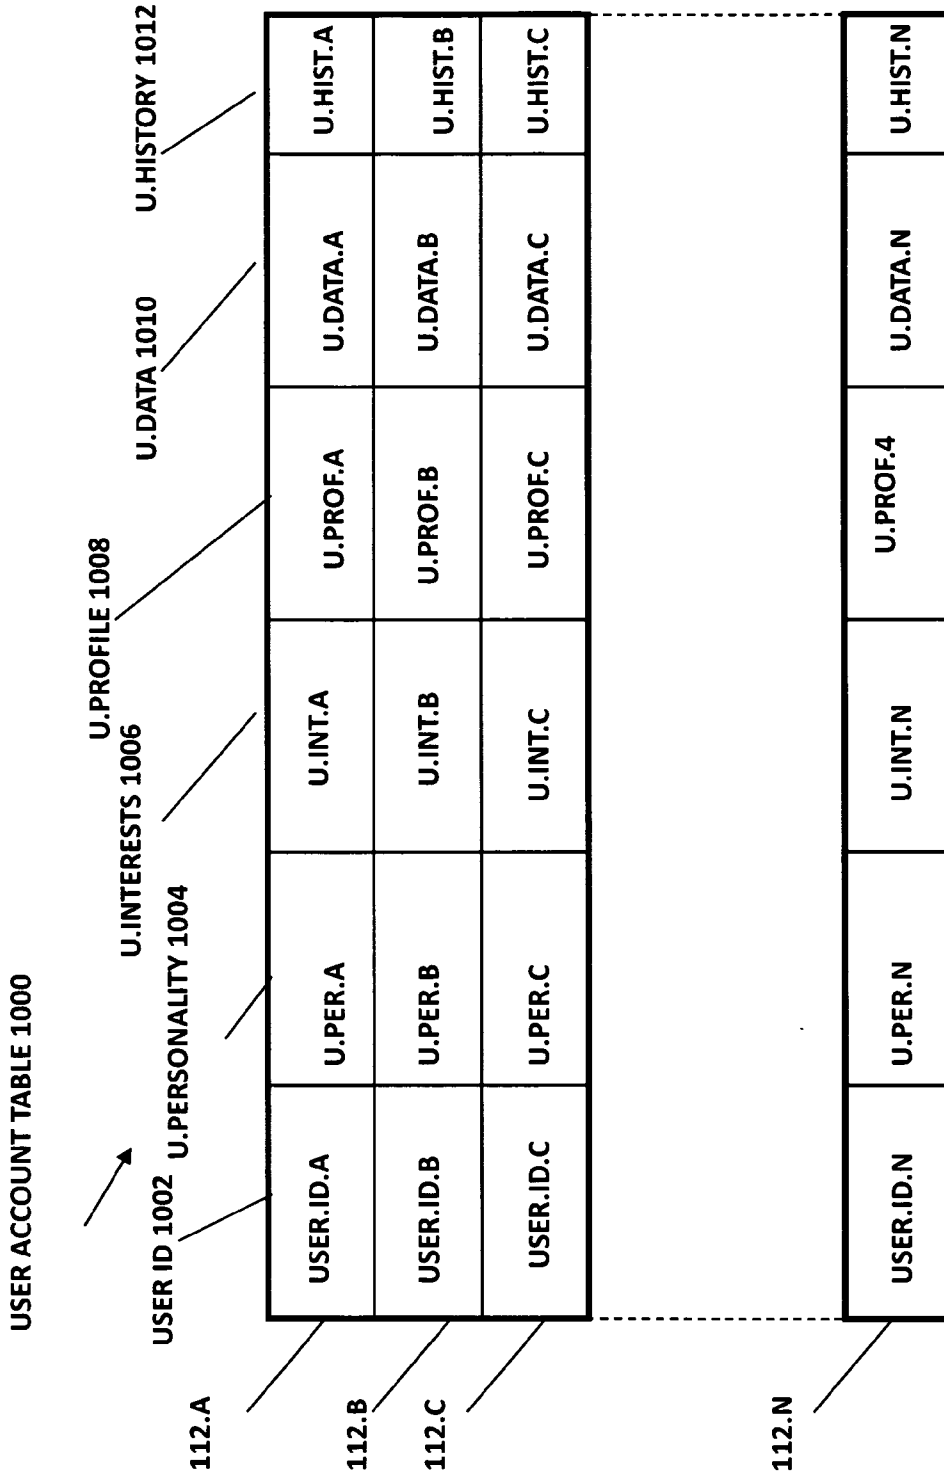 USER ACCOUNT TABLE 1000
USER ID 1002
U.PERSONALITY 1004
U.INTERESTS 1006
U.PROFILE 1008
U.DATA 1010
U.HISTORY 1012
112.A
USER.ID.A U.PER.A U.INT.A U.PROF.A U.DATA.A U.HIST.A
112.B
USER.ID.B U.PER.B U.INT.B U.PROF.B U.DATA.B U.HIST.B
112.C
USER.ID.C U.PER.C U.INT.C U.PROF.C U.DATA.C U.HIST.C
112.N
USER.ID.N U.PER.N U.INT.N U.PROF.4 U.DATA.N U.HIST.N